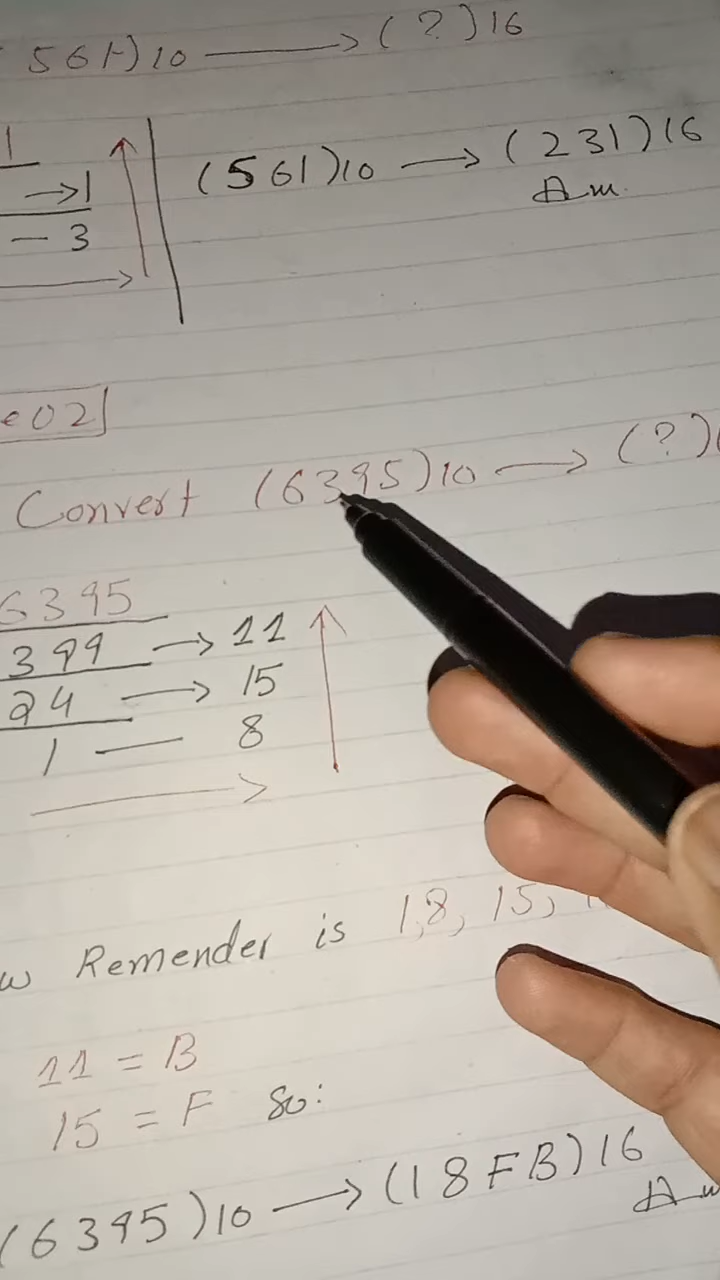 561)10 → (?)16
1
→1 (561)10 → (231)16
- 3 Am.
e 02
Convert (6395)10 → (?)
6395
399 → 11
24 → 15
1 — 8
w Remender is 1,8, 15,
11 = B
15 = F So:
(6395)10 → (18FB)16